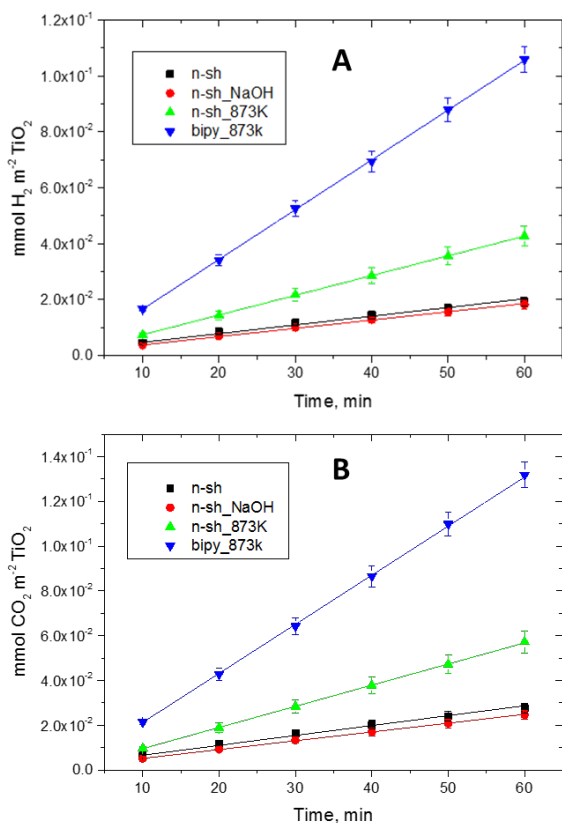 A
n-sh
n-sh_NaOH
n-sh_873K
bipy_873k
mmol H₂ m⁻² TiO₂
1.2x10⁻¹
1.0x10⁻¹
8.0x10⁻²
6.0x10⁻²
4.0x10⁻²
2.0x10⁻²
0.0
10 20 30 40 50 60
Time, min
B
n-sh
n-sh_NaOH
n-sh_873K
bipy_873k
mmol CO₂ m⁻² TiO₂
1.4x10⁻¹
1.2x10⁻¹
1.0x10⁻¹
8.0x10⁻²
6.0x10⁻²
4.0x10⁻²
2.0x10⁻²
0.0
10 20 30 40 50 60
Time, min